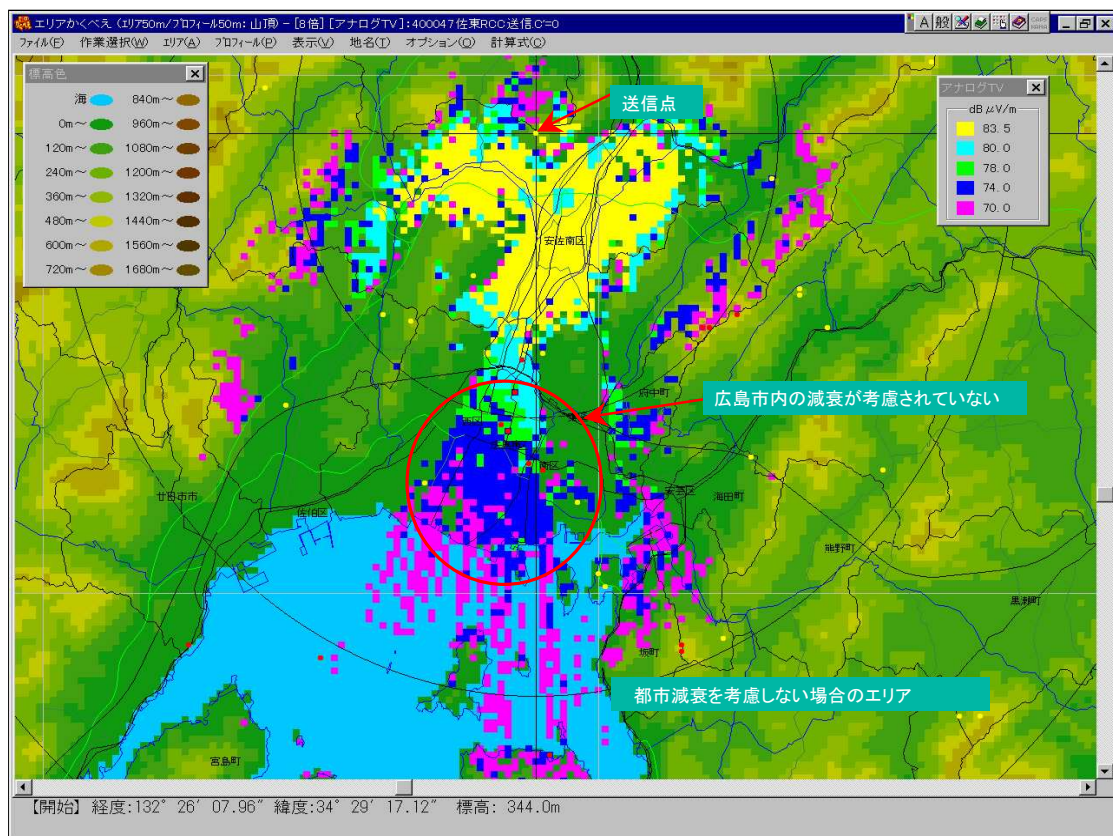 エリアかくべえ (エリア50m/プロフィール50m: 山頂) - [8倍] [アナログTV]:400047佐東RCC送信.C'=0
A 般
CAPS
KANA
ファイル(F) 作業選択(W) エリア(A) プロフィール(P) 表示(V) 地名(T) オプション(O) 計算式(C)
標高色
海 840m～
0m～ 960m～
120m～ 1080m～
240m～ 1200m～
360m～ 1320m～
480m～ 1440m～
600m～ 1560m～
720m～ 1680m～
送信点
アナログTV
dBμV/m
83.5
80.0
78.0
74.0
70.0
安佐南区
府中町
広島市内の減衰が考慮されていない
南区
安芸区
海田町
廿日市市
佐伯区
熊野町
黒瀬町
坂町
都市減衰を考慮しない場合のエリア
宮島町
【開始】 経度:132° 26′ 07.96″ 緯度:34° 29′ 17.12″ 標高: 344.0m